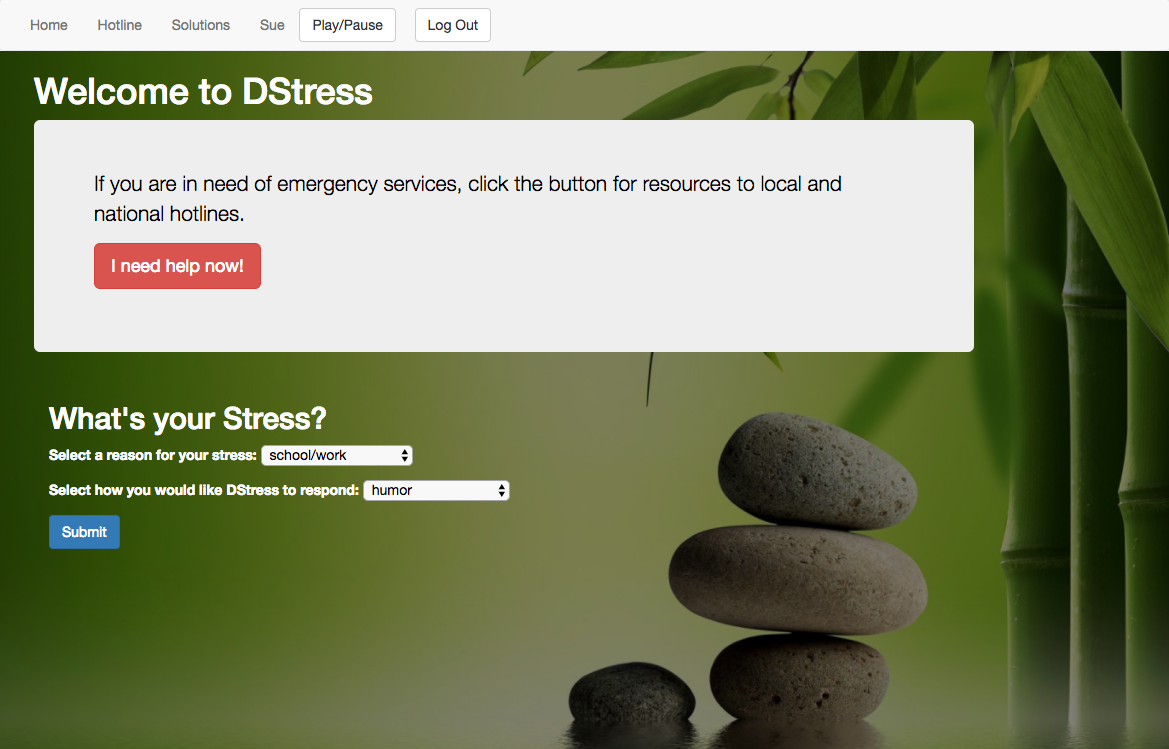 Home Hotline Solutions Sue Play/Pause Log Out
Welcome to DStress
If you are in need of emergency services, click the button for resources to local and
national hotlines.
I need help now!
What's your Stress?
Select a reason for your stress: school/work
Select how you would like DStress to respond: humor
Submit